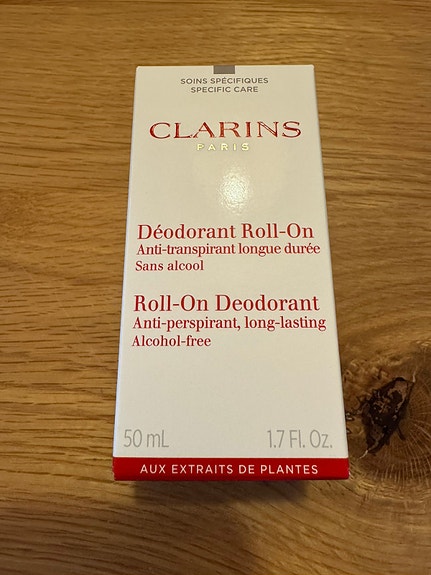 SOINS SPÉCIFIQUES
SPECIFIC CARE
CLARINS
PARIS
Déodorant Roll-On
Anti-transpirant longue durée
Sans alcool
Roll-On Deodorant
Anti-perspirant, long-lasting
Alcohol-free
50 mL 1.7 Fl. Oz.
AUX EXTRAITS DE PLANTES